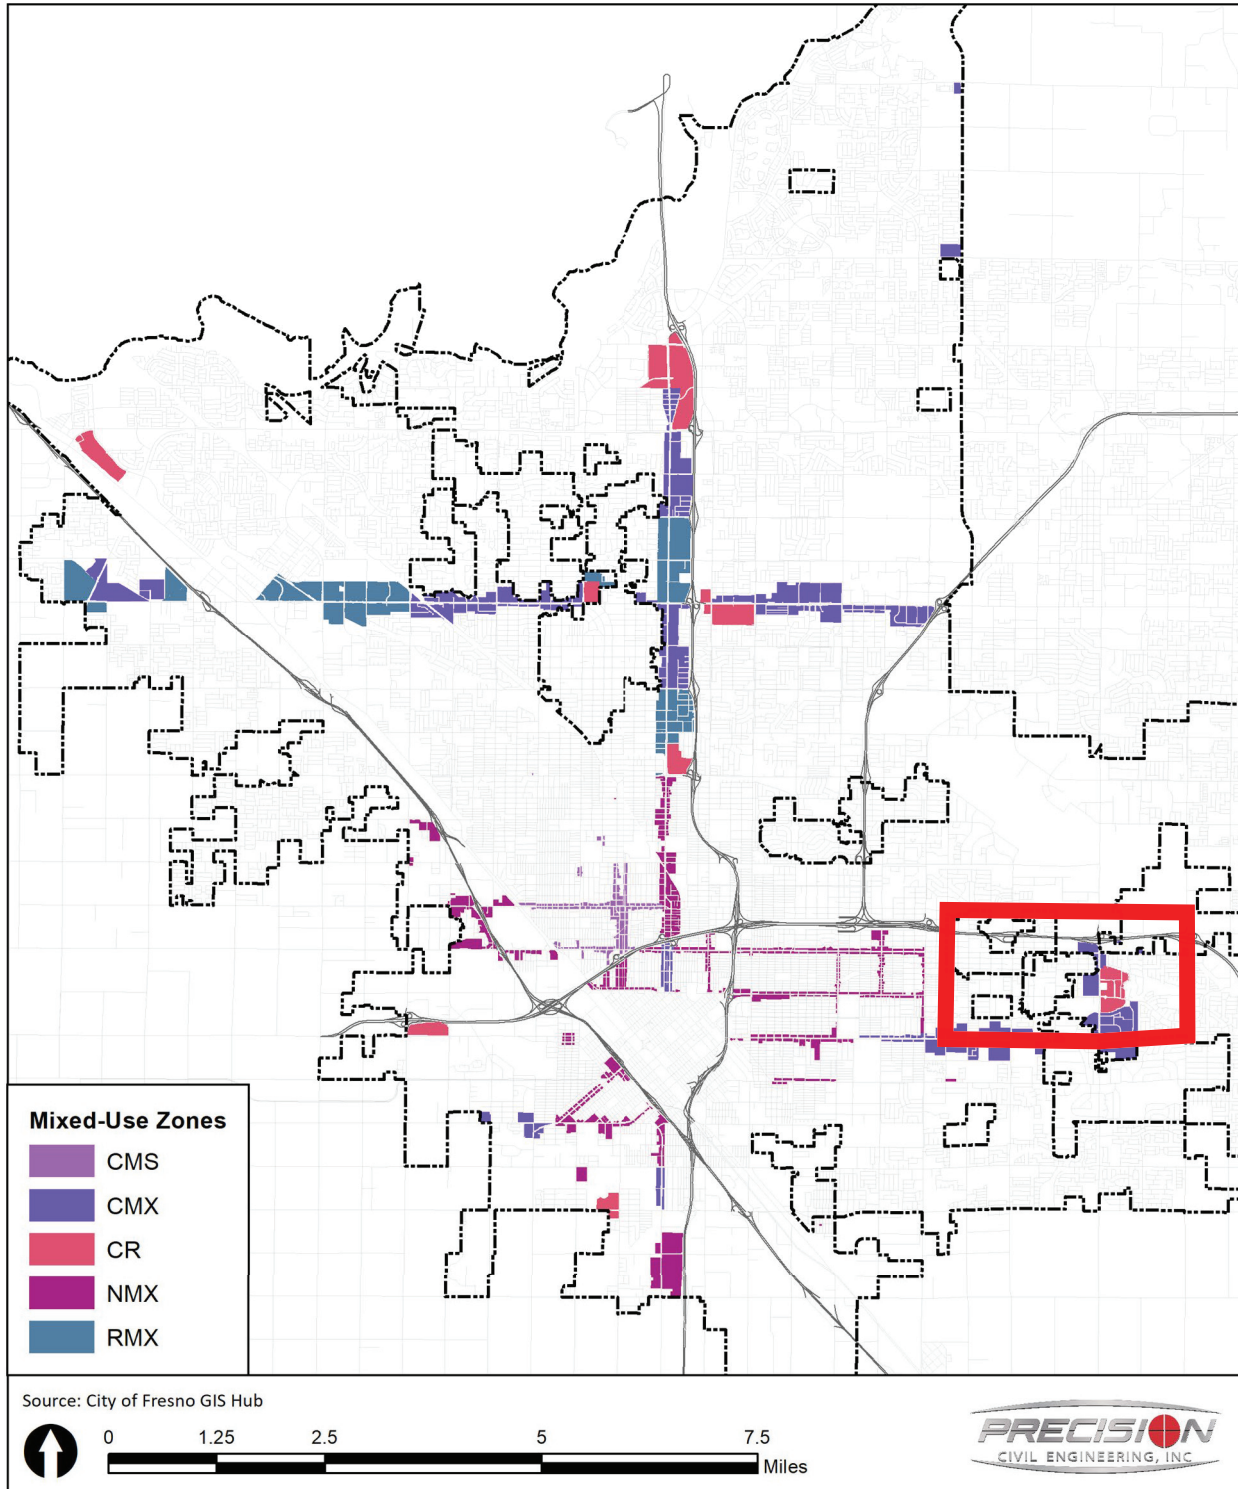 Mixed-Use Zones
CMS
CMX
CR
NMX
RMX
Source: City of Fresno GIS Hub
0 1.25 2.5 5 7.5
Miles
PRECISION
CIVIL ENGINEERING, INC